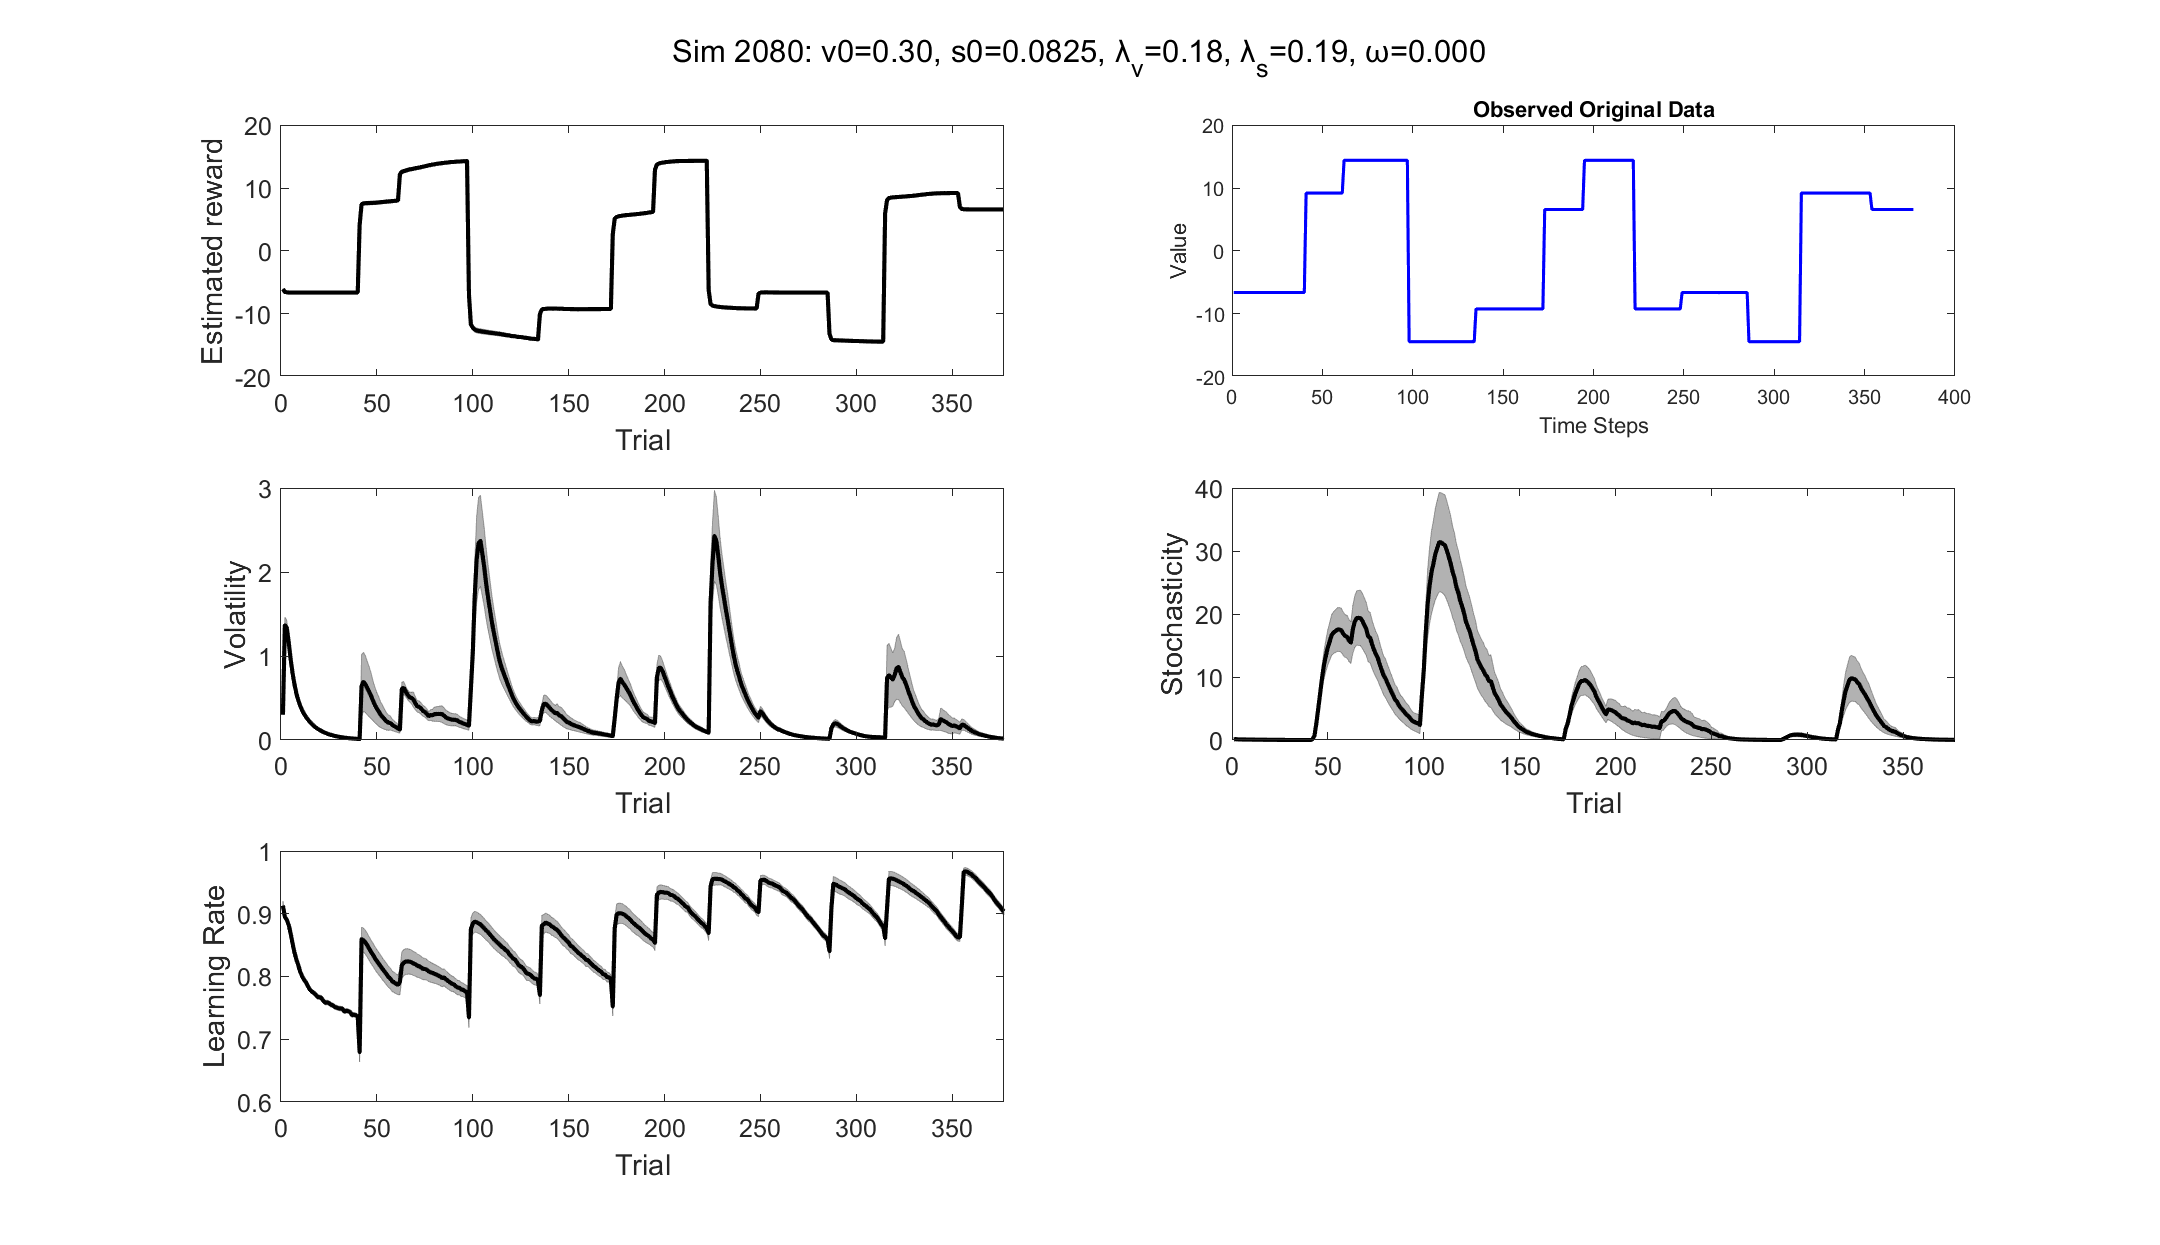 Sim 2080: v0=0.30, s0=0.0825, λ_v=0.18, λ_s=0.19, ω=0.000
Estimated reward
20
10
0
-10
-20
0 50 100 150 200 250 300 350
Trial
Observed Original Data
Value
20
10
0
-10
-20
0 50 100 150 200 250 300 350 400
Time Steps
Volatility
3
2
1
0
0 50 100 150 200 250 300 350
Trial
Stochasticity
40
30
20
10
0
0 50 100 150 200 250 300 350
Trial
Learning Rate
1
0.9
0.8
0.7
0.6
0 50 100 150 200 250 300 350
Trial